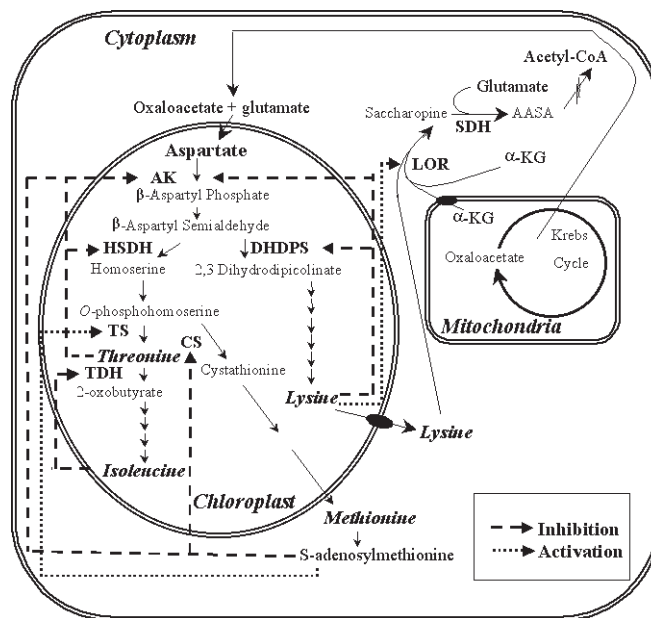 Cytoplasm
Acetyl-CoA
Glutamate
Oxaloacetate + glutamate
Saccharopine
AASA
SDH
Aspartate
LOR
α-KG
AK
β-Aspartyl Phosphate
α-KG
β-Aspartyl Semialdehyde
Krebs
HSDH
DHDPS
Oxaloacetate
Cycle
Homoserine
2,3 Dihydrodipicolinate
O-phosphohomoserine
Mitochondria
TS
CS
Threonine
Cystathionine
TDH
2-oxobutyrate
Lysine
Lysine
Isoleucine
Chloroplast
Methionine
Inhibition
S-adenosylmethionine
Activation